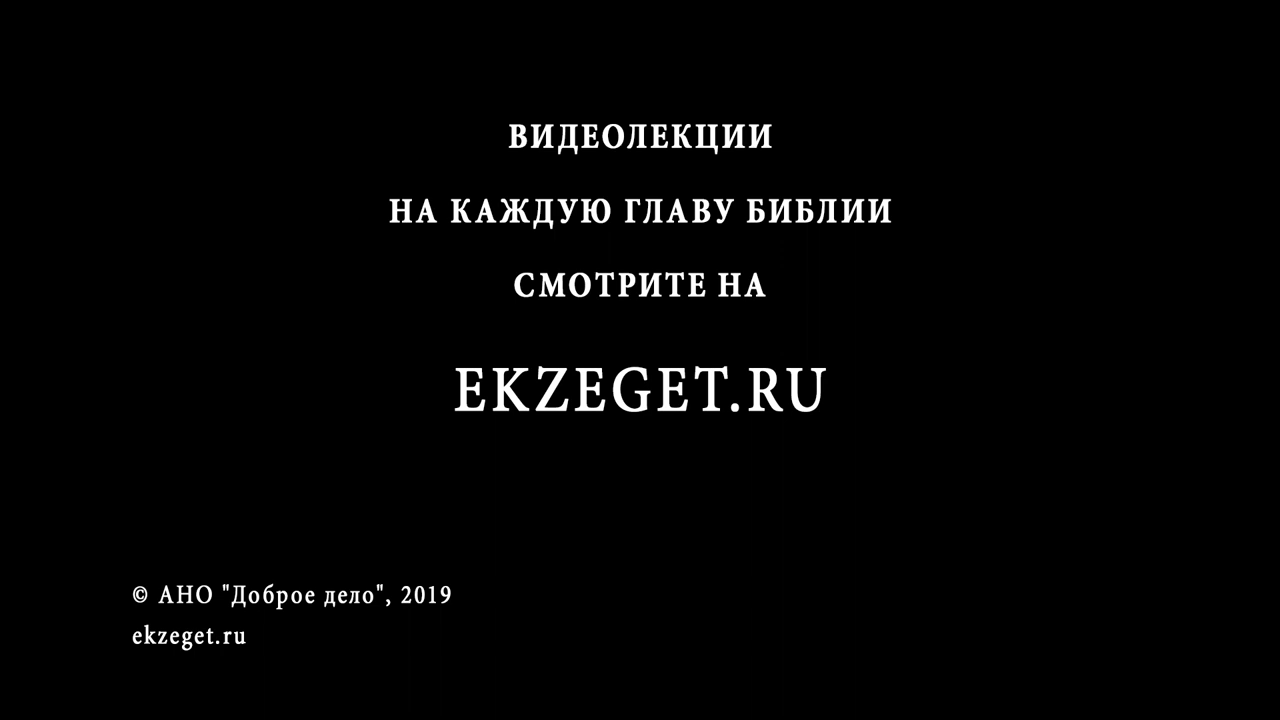 ВИДЕОЛЕКЦИИ
НА КАЖДУЮ ГЛАВУ БИБЛИИ
СМОТРИТЕ НА
EKZEGET.RU
© АНО "Доброе дело", 2019
ekzeget.ru